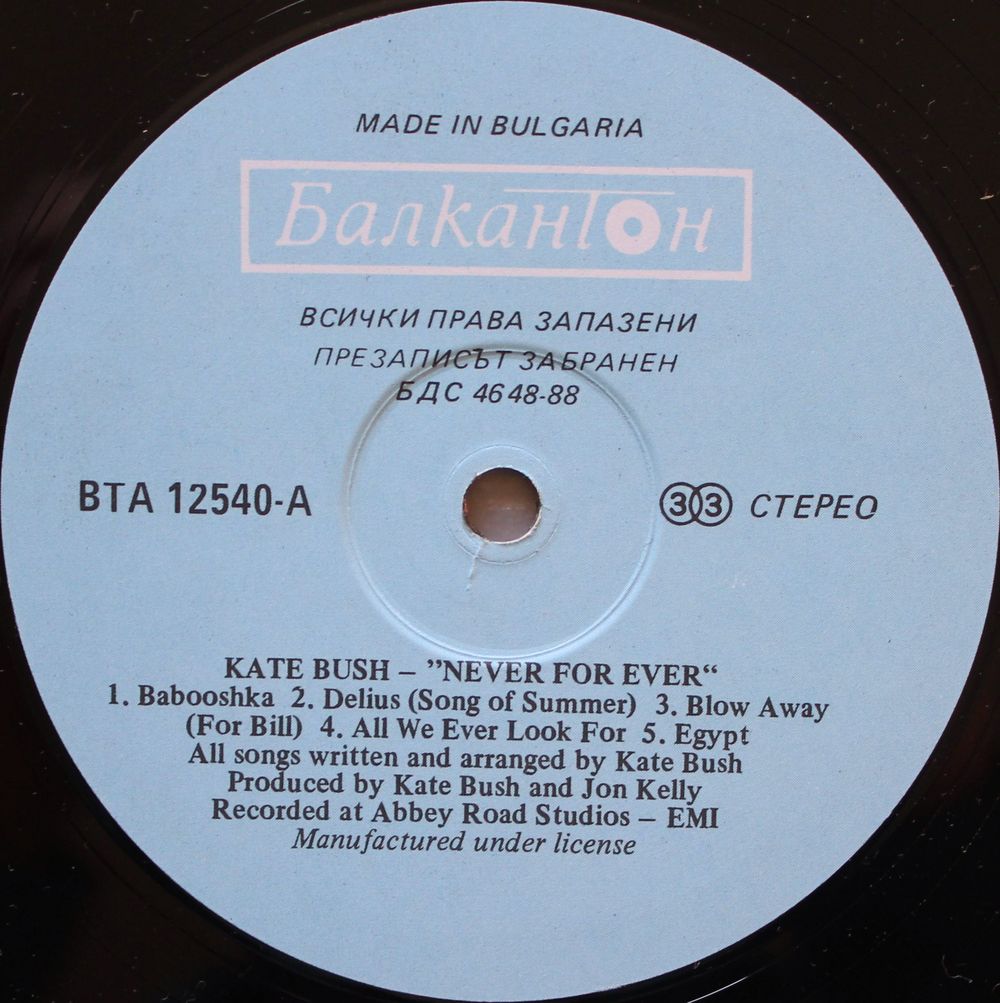 MADE IN BULGARIA
Балкантон
ВСИЧКИ ПРАВА ЗАПАЗЕНИ
ПРЕЗАПИСЪТ ЗАБРАНЕН
БДС 4648-88
ВТА 12540-А
33 СТЕРЕО
KATE BUSH – ”NEVER FOR EVER“
1. Babooshka 2. Delius (Song of Summer) 3. Blow Away
(For Bill) 4. All We Ever Look For 5. Egypt
All songs written and arranged by Kate Bush
Produced by Kate Bush and Jon Kelly
Recorded at Abbey Road Studios – EMI
Manufactured under license